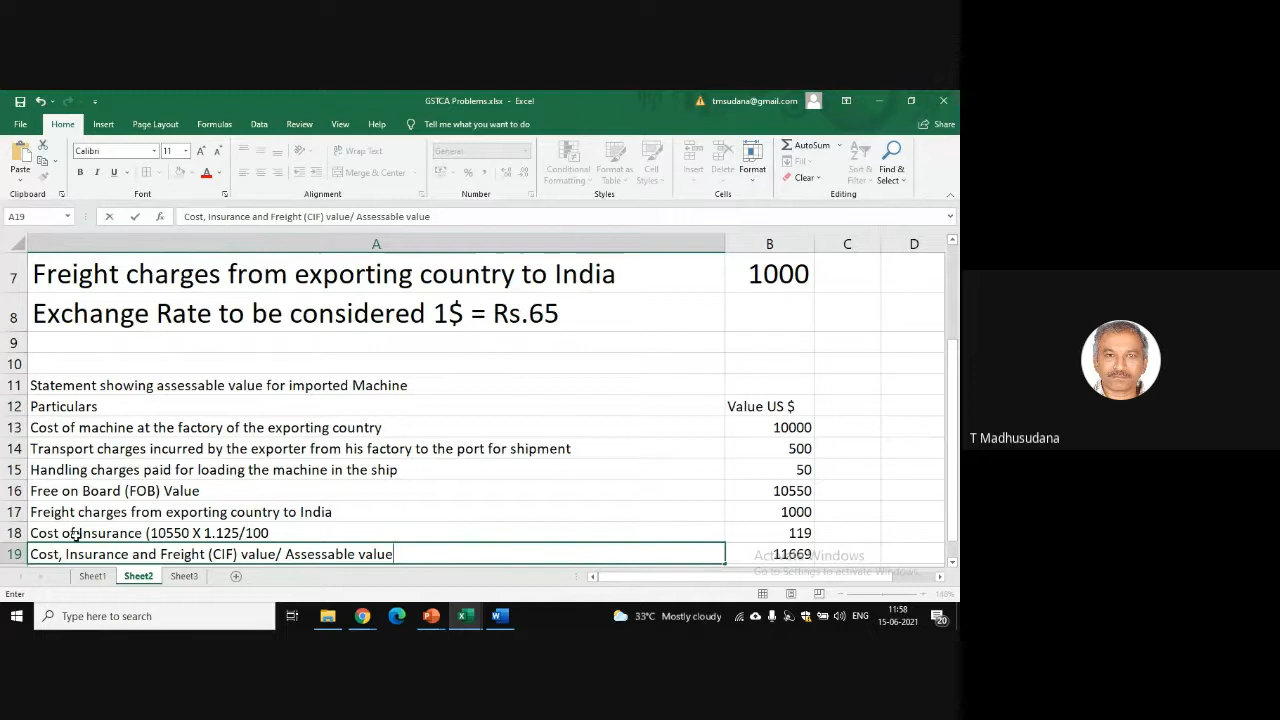 GSTCA Problems.xlsx - Excel
tmsudana@gmail.com
File Home Insert Page Layout Formulas Data Review View Help Tell me what you want to do Share
Paste
Clipboard
Calibri 11
B I U
Font
Wrap Text
Merge & Center
Alignment
General
Number
Conditional Formatting
Format as Table
Cell Styles
Styles
Insert Delete Format
Cells
AutoSum
Fill
Clear
Sort & Filter
Find & Select
Editing
A19 fx Cost, Insurance and Freight (CIF) value/ Assessable value
A B C D
7 Freight charges from exporting country to India 1000
8 Exchange Rate to be considered 1$ = Rs.65
9
10
11 Statement showing assessable value for imported Machine
12 Particulars Value US $
13 Cost of machine at the factory of the exporting country 10000
14 Transport charges incurred by the exporter from his factory to the port for shipment 500
15 Handling charges paid for loading the machine in the ship 50
16 Free on Board (FOB) Value 10550
17 Freight charges from exporting country to India 1000
18 Cost of Insurance (10550 X 1.125/100 119
19 Cost, Insurance and Freight (CIF) value/ Assessable value 11669
Activate Windows
Go to Settings to activate Windows.
Sheet1 Sheet2 Sheet3
Enter 148%
Type here to search
33°C Mostly cloudy
ENG
11:58
15-06-2021
20
T Madhusudana